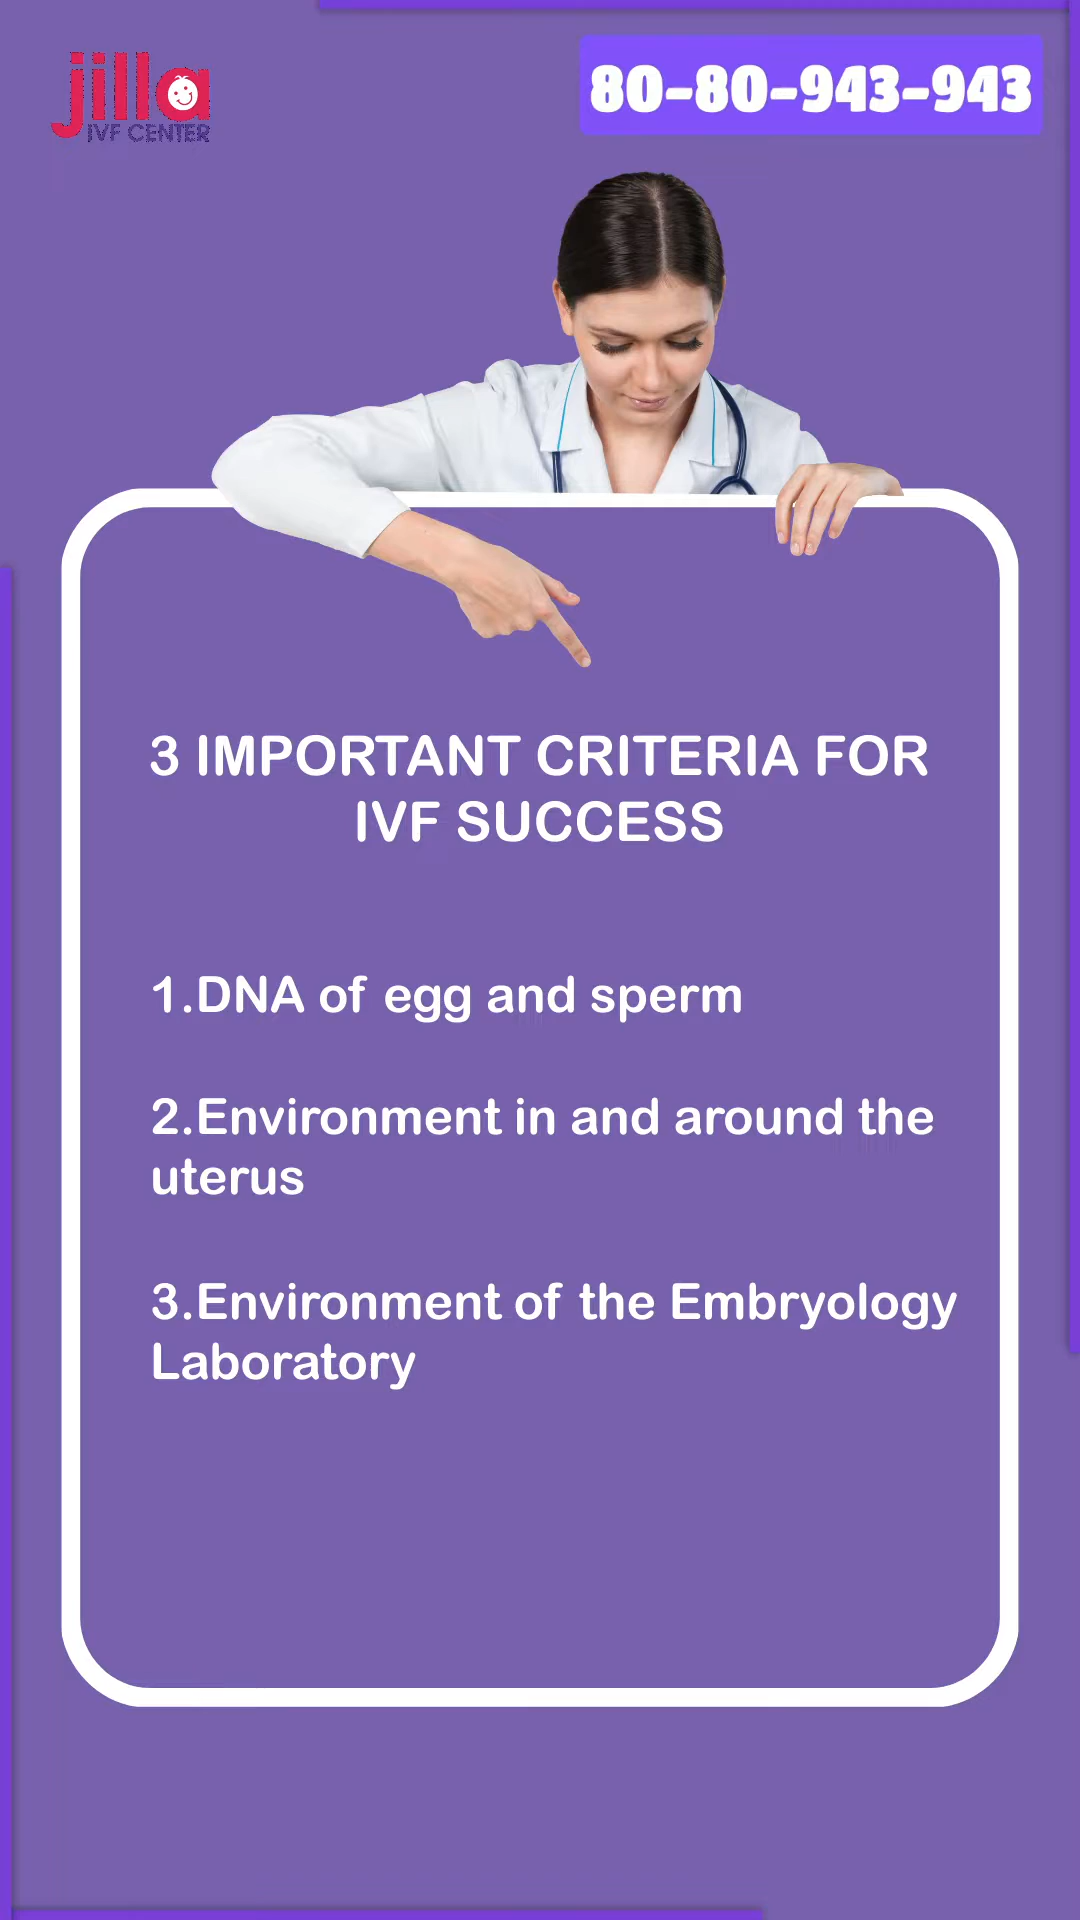 jilla
IVF CENTER
80-80-943-943
3 IMPORTANT CRITERIA FOR
IVF SUCCESS
1.DNA of egg and sperm
2.Environment in and around the
uterus
3.Environment of the Embryology
Laboratory